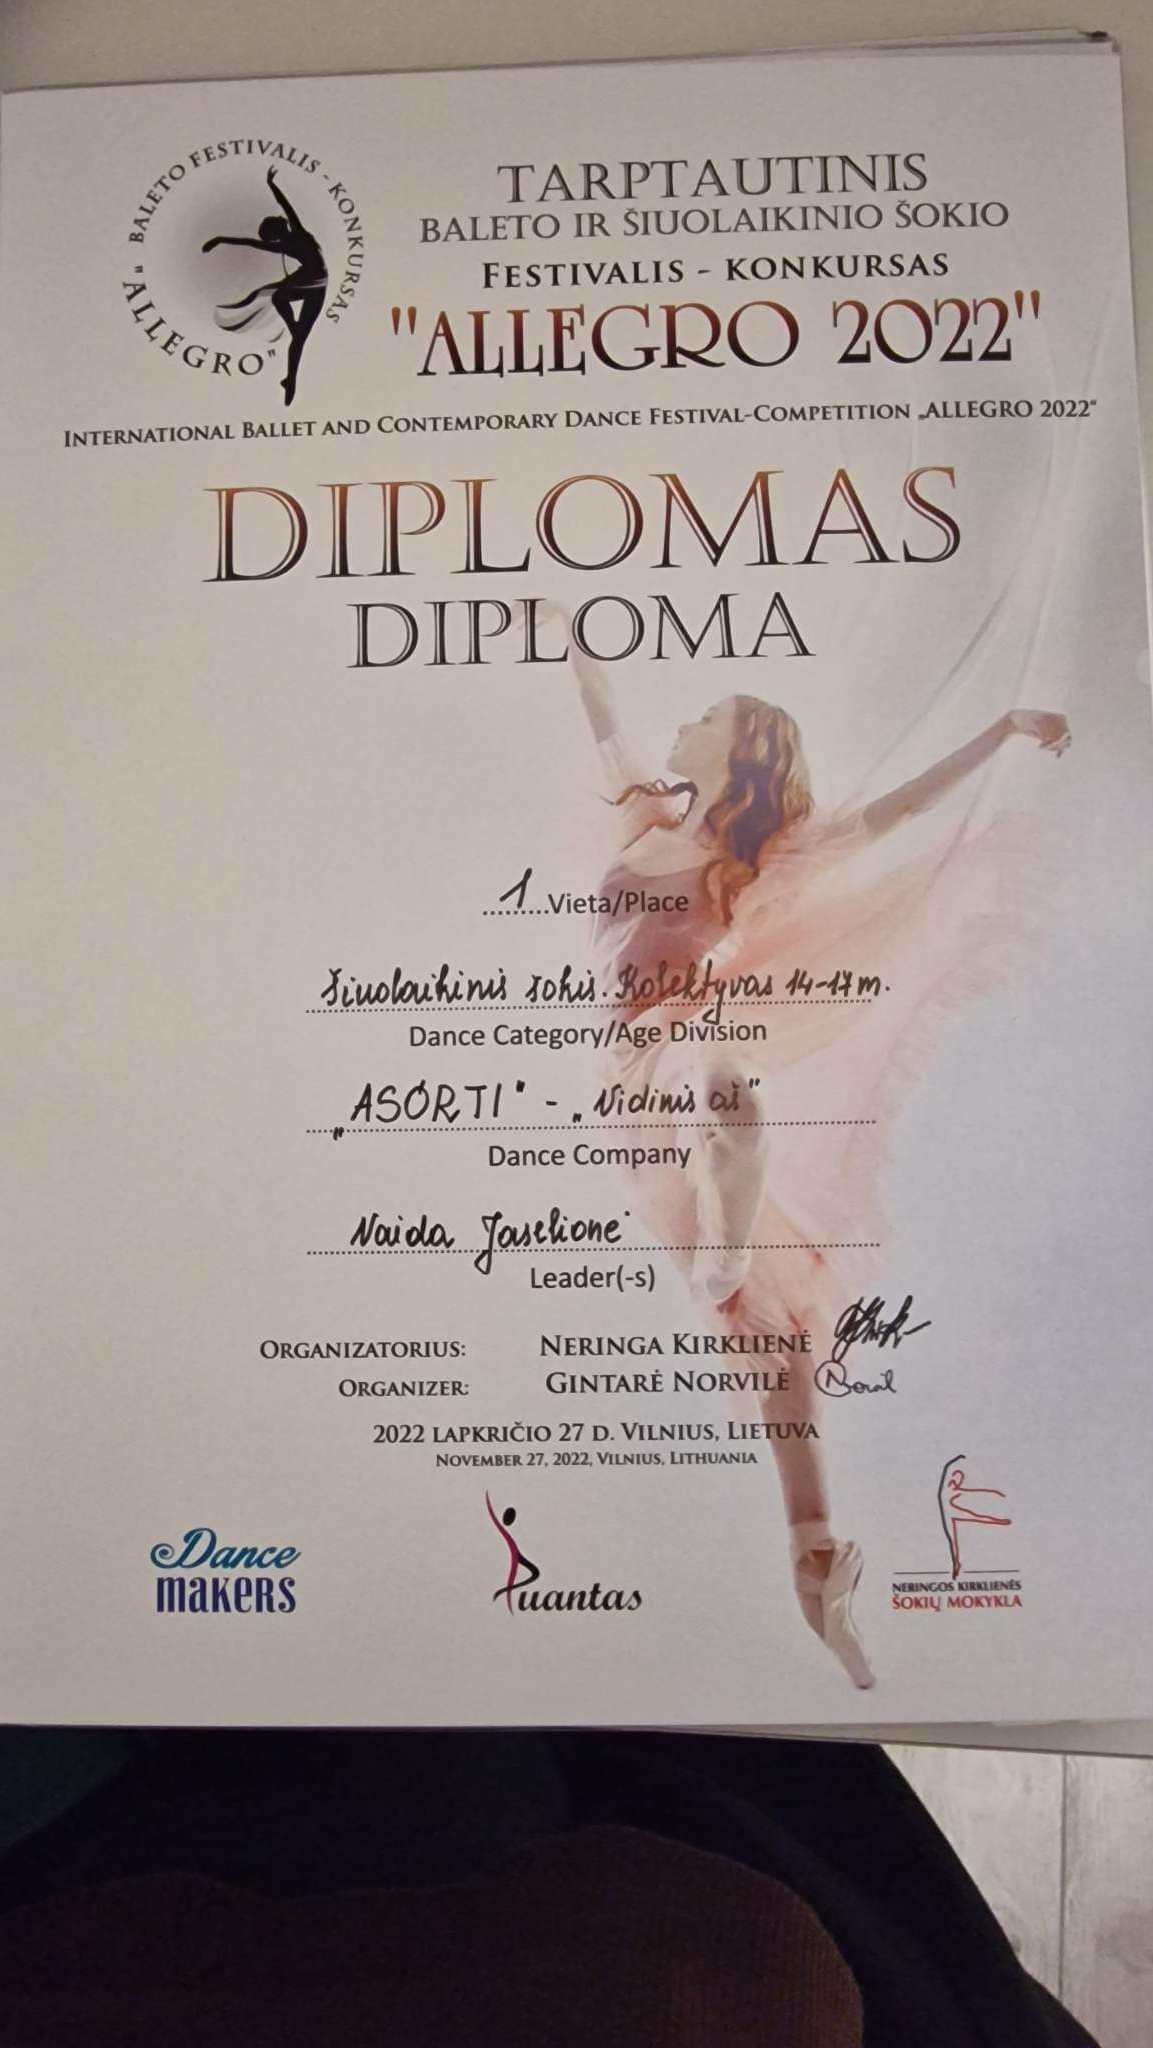 BALETO FESTIVALIS - KONKURSAS
"ALLEGRO"
TARPTAUTINIS
BALETO IR ŠIUOLAIKINIO ŠOKIO
FESTIVALIS - KONKURSAS
"ALLEGRO 2022"
INTERNATIONAL BALLET AND CONTEMPORARY DANCE FESTIVAL-COMPETITION „ALLEGRO 2022“
DIPLOMAS
DIPLOMA
1 Vieta/Place
Šiuolaikinis šokis. Kolektyvas 14-17 m.
Dance Category/Age Division
„ASORTI" - „Vidinis aš"
Dance Company
Naida Jaselionė
Leader(-s)
ORGANIZATORIUS: NERINGA KIRKLIENĖ
ORGANIZER: GINTARĖ NORVILĖ
2022 LAPKRIČIO 27 D. VILNIUS, LIETUVA
NOVEMBER 27, 2022, VILNIUS, LITHUANIA
Dance
MAKERS
Puantas
NERINGOS KIRKLIENĖS
ŠOKIŲ MOKYKLA